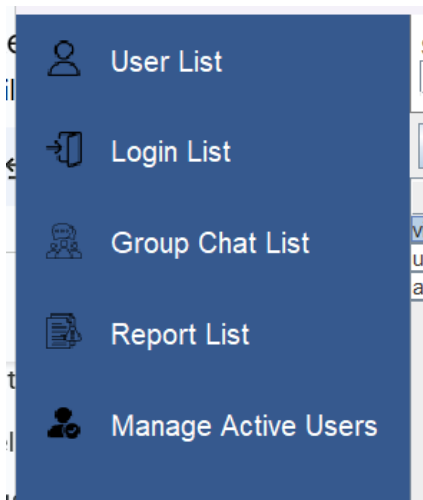 User List
Login List
Group Chat List
Report List
Manage Active Users